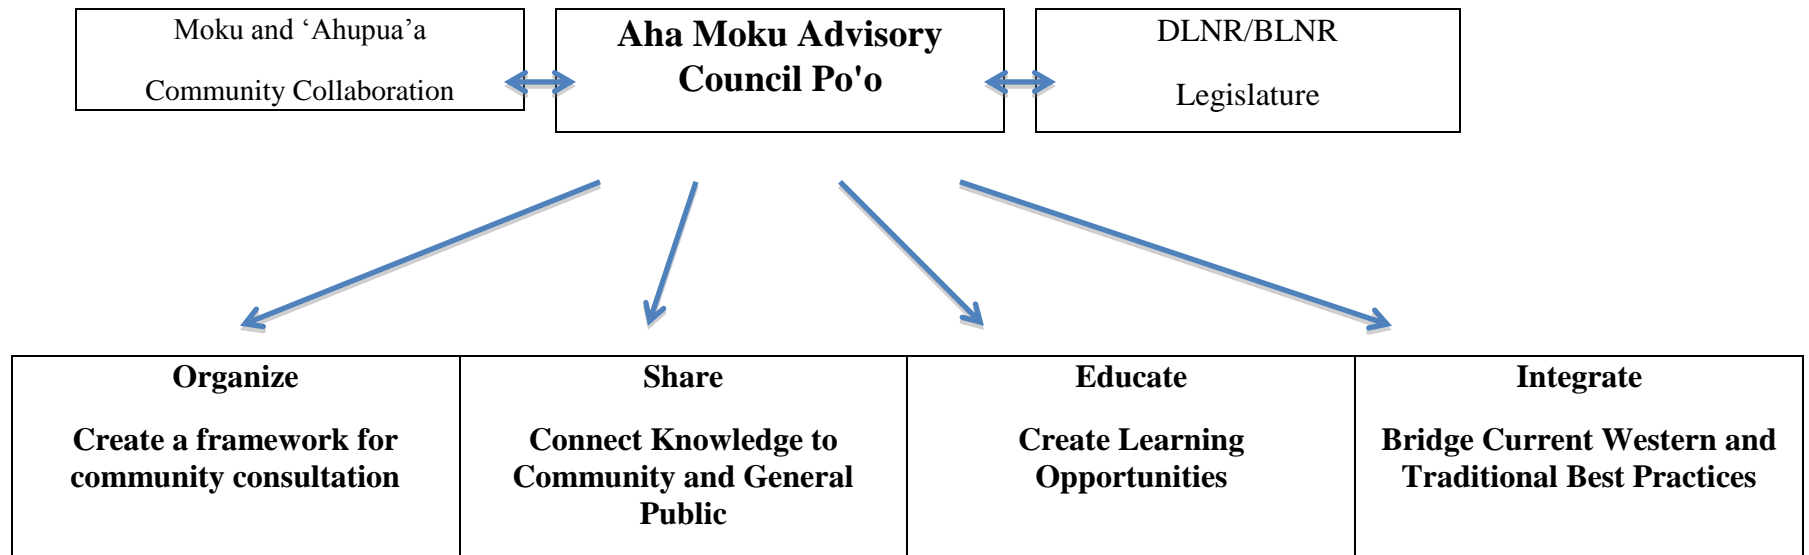 Moku and ‘Ahupua’a
Community Collaboration
Aha Moku Advisory
Council Po'o
DLNR/BLNR
Legislature
Organize
Create a framework for
community consultation
Share
Connect Knowledge to
Community and General
Public
Educate
Create Learning
Opportunities
Integrate
Bridge Current Western and
Traditional Best Practices